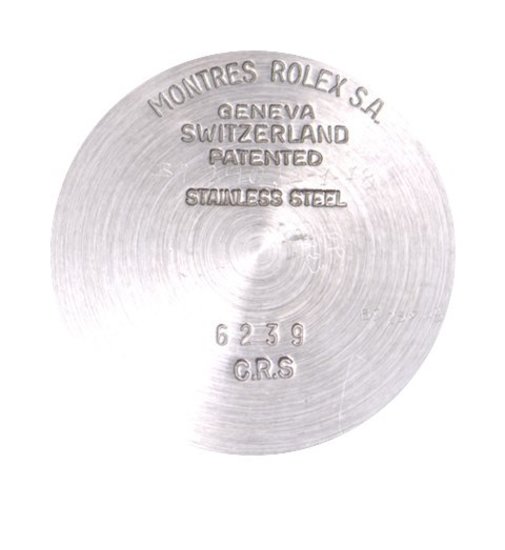 MONTRES ROLEX S.A.
GENEVA
SWITZERLAND
PATENTED
STAINLESS STEEL
6239
C.R.S